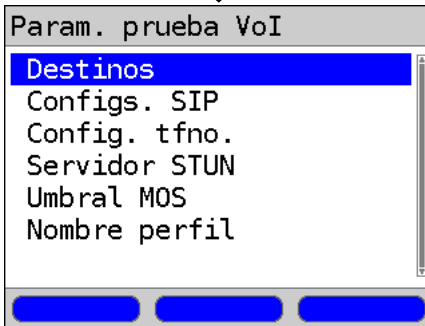 Param. prueba VoI
Destinos
Configs. SIP
Config. tfno.
Servidor STUN
Umbral MOS
Nombre perfil